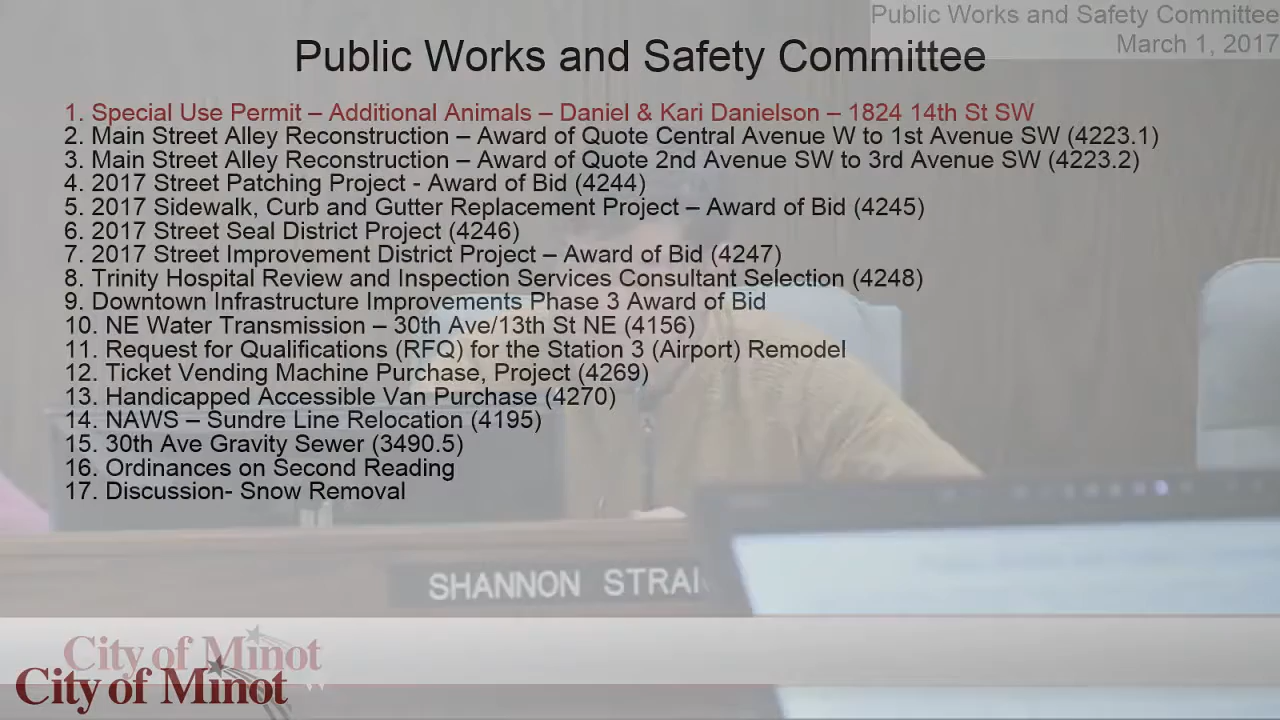 Public Works and Safety Committee
March 1, 2017
Public Works and Safety Committee
1. Special Use Permit – Additional Animals – Daniel & Kari Danielson – 1824 14th St SW
2. Main Street Alley Reconstruction – Award of Quote Central Avenue W to 1st Avenue SW (4223.1)
3. Main Street Alley Reconstruction – Award of Quote 2nd Avenue SW to 3rd Avenue SW (4223.2)
4. 2017 Street Patching Project - Award of Bid (4244)
5. 2017 Sidewalk, Curb and Gutter Replacement Project – Award of Bid (4245)
6. 2017 Street Seal District Project (4246)
7. 2017 Street Improvement District Project – Award of Bid (4247)
8. Trinity Hospital Review and Inspection Services Consultant Selection (4248)
9. Downtown Infrastructure Improvements Phase 3 Award of Bid
10. NE Water Transmission – 30th Ave/13th St NE (4156)
11. Request for Qualifications (RFQ) for the Station 3 (Airport) Remodel
12. Ticket Vending Machine Purchase, Project (4269)
13. Handicapped Accessible Van Purchase (4270)
14. NAWS – Sundre Line Relocation (4195)
15. 30th Ave Gravity Sewer (3490.5)
16. Ordinances on Second Reading
17. Discussion- Snow Removal
SHANNON STRAI
City of Minot
City of Minot